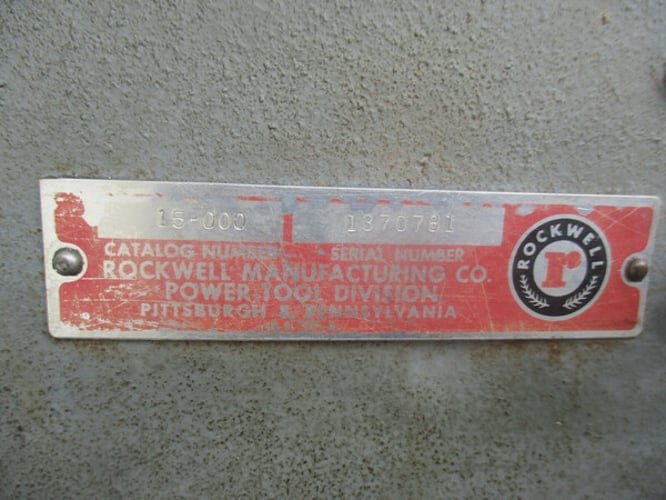 15-000 1370781
CATALOG NUMBER SERIAL NUMBER
ROCKWELL MANUFACTURING CO.
POWER TOOL DIVISION
PITTSBURGH 8, PENNSYLVANIA
ROCKWELL
r